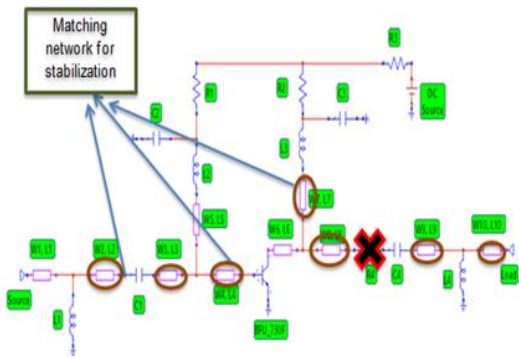 Matching
network for
stabilization
R3
R1
R2
C2
C3
DC
Source
L2
L3
W7, L7
W5, L5
W6, L6
W9, L9
W10, L10
W1, L1
W2, L2
W3, L3
W4, L4
R4
C4
Source
C1
L1
BFU_730F
Load